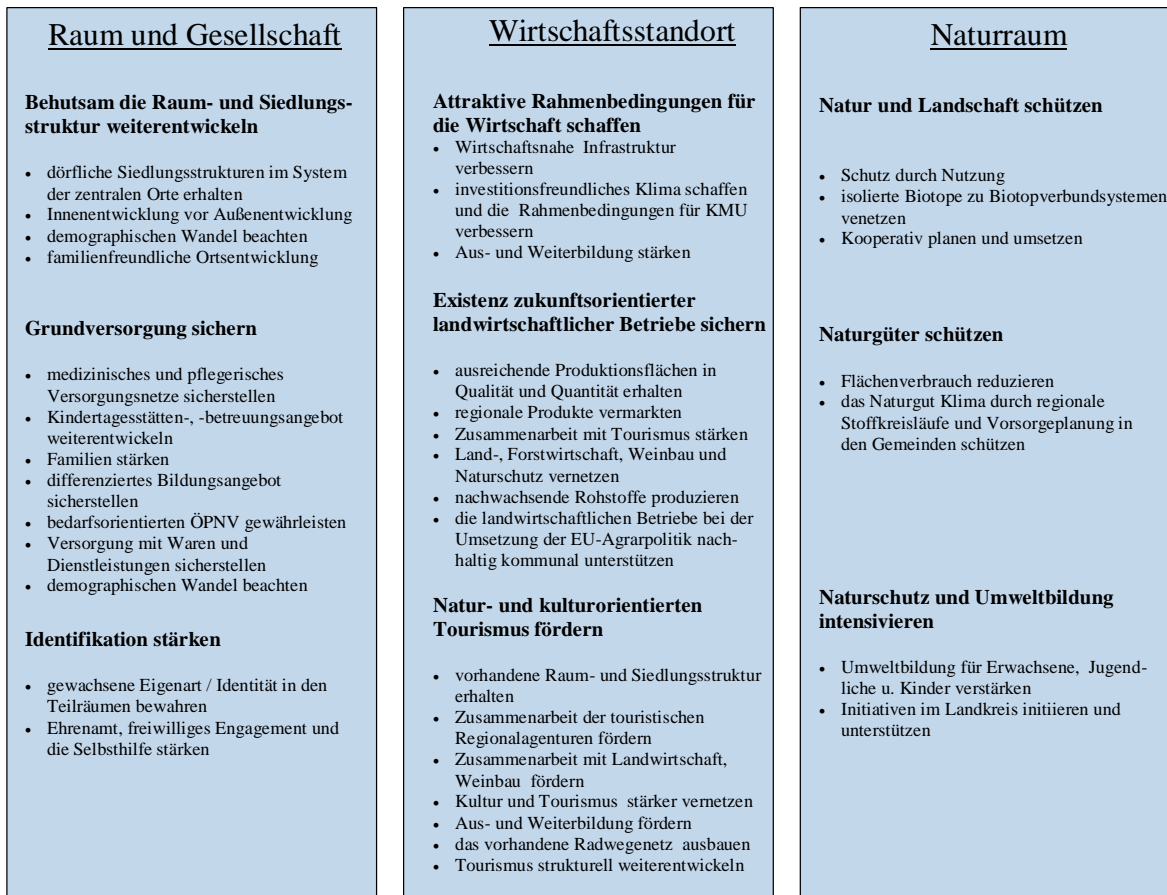 Raum und Gesellschaft
Behutsam die Raum- und Siedlungs-
struktur weiterentwickeln
• dörfliche Siedlungsstrukturen im System
der zentralen Orte erhalten
• Innenentwicklung vor Außenentwicklung
• demographischen Wandel beachten
• familienfreundliche Ortsentwicklung
Grundversorgung sichern
• medizinisches und pflegerisches
Versorgungsnetze sicherstellen
• Kindertagesstätten-, -betreuungsangebot
weiterentwickeln
• Familien stärken
• differenziertes Bildungsangebot
sicherstellen
• bedarfsorientierten ÖPNV gewährleisten
• Versorgung mit Waren und
Dienstleistungen sicherstellen
• demographischen Wandel beachten
Identifikation stärken
• gewachsene Eigenart / Identität in den
Teilräumen bewahren
• Ehrenamt, freiwilliges Engagement und
die Selbsthilfe stärken
Wirtschaftsstandort
Attraktive Rahmenbedingungen für
die Wirtschaft schaffen
• Wirtschaftsnahe Infrastruktur
verbessern
• investitionsfreundliches Klima schaffen
und die Rahmenbedingungen für KMU
verbessern
• Aus- und Weiterbildung stärken
Existenz zukunftsorientierter
landwirtschaftlicher Betriebe sichern
• ausreichende Produktionsflächen in
Qualität und Quantität erhalten
• regionale Produkte vermarkten
• Zusammenarbeit mit Tourismus stärken
• Land-, Forstwirtschaft, Weinbau und
Naturschutz vernetzen
• nachwachsende Rohstoffe produzieren
• die landwirtschaftlichen Betriebe bei der
Umsetzung der EU-Agrarpolitik nach-
haltig kommunal unterstützen
Natur- und kulturorientierten
Tourismus fördern
• vorhandene Raum- und Siedlungsstruktur
erhalten
• Zusammenarbeit der touristischen
Regionalagenturen fördern
• Zusammenarbeit mit Landwirtschaft,
Weinbau fördern
• Kultur und Tourismus stärker vernetzen
• Aus- und Weiterbildung fördern
• das vorhandene Radwegenetz ausbauen
• Tourismus strukturell weiterentwickeln
Naturraum
Natur und Landschaft schützen
• Schutz durch Nutzung
• isolierte Biotope zu Biotopverbundsystemen
venetzen
• Kooperativ planen und umsetzen
Naturgüter schützen
• Flächenverbrauch reduzieren
• das Naturgut Klima durch regionale
Stoffkreisläufe und Vorsorgeplanung in
den Gemeinden schützen
Naturschutz und Umweltbildung
intensivieren
• Umweltbildung für Erwachsene, Jugend-
liche u. Kinder verstärken
• Initiativen im Landkreis initiieren und
unterstützen